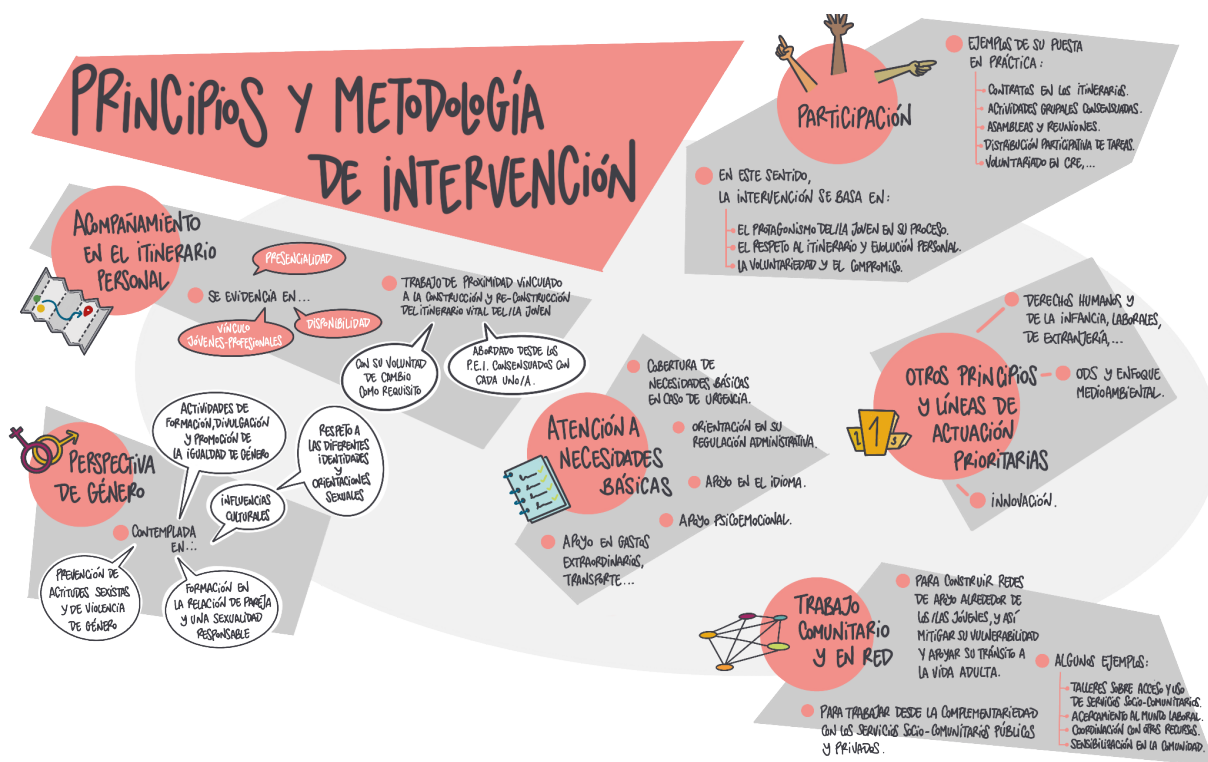 PRINCIPIOS Y METODOLOGÍA
DE INTERVENCIÓN
ACOMPAÑAMIENTO
EN EL ITINERARIO
PERSONAL
SE EVIDENCIA EN...
PRESENCIALIDAD
VÍNCULO
JÓVENES-PROFESIONALES
DISPONIBILIDAD
TRABAJO DE PROXIMIDAD VINCULADO
A LA CONSTRUCCIÓN Y RE-CONSTRUCCIÓN
DEL ITINERARIO VITAL DEL/LA JOVEN
CON SU VOLUNTAD
DE CAMBIO
COMO REQUISITO
ABORDADO DESDE LOS
P.E.I. CONSENSUADOS CON
CADA UNO/A.
PERSPECTIVA
DE GÉNERO
CONTEMPLADA
EN...
ACTIVIDADES DE
FORMACIÓN, DIVULGACIÓN
Y PROMOCIÓN DE
LA IGUALDAD DE GÉNERO
RESPETO A
LAS DIFERENTES
IDENTIDADES
Y
ORIENTACIONES
SEXUALES
INFLUENCIAS
CULTURALES
PREVENCIÓN DE
ACTITUDES SEXISTAS
Y DE VIOLENCIA
DE GÉNERO
FORMACIÓN EN
LA RELACIÓN DE PAREJA
Y UNA SEXUALIDAD
RESPONSABLE
ATENCIÓN A
NECESIDADES
BÁSICAS
COBERTURA DE
NECESIDADES BÁSICAS
EN CASO DE URGENCIA.
ORIENTACIÓN EN SU
REGULACIÓN ADMINISTRATIVA.
APOYO EN EL IDIOMA.
APOYO PSICOEMOCIONAL.
APOYO EN GASTOS
EXTRAORDINARIOS,
TRANSPORTE...
PARTICIPACIÓN
EJEMPLOS DE SU PUESTA
EN PRÁCTICA:
CONTRATOS EN LOS ITINERARIOS.
ACTIVIDADES GRUPALES CONSENSUADAS.
ASAMBLEAS Y REUNIONES.
DISTRIBUCIÓN PARTICIPATIVA DE TAREAS.
VOLUNTARIADO EN CRE,...
EN ESTE SENTIDO,
LA INTERVENCIÓN SE BASA EN:
EL PROTAGONISMO DEL/LA JOVEN EN SU PROCESO.
EL RESPETO AL ITINERARIO Y EVOLUCIÓN PERSONAL.
LA VOLUNTARIEDAD Y EL COMPROMISO.
OTROS PRINCIPIOS
Y LÍNEAS DE
ACTUACIÓN
PRIORITARIAS
2 1 3
DERECHOS HUMANOS Y
DE LA INFANCIA, LABORALES,
DE EXTRANJERÍA,...
ODS Y ENFOQUE
MEDIOAMBIENTAL.
INNOVACIÓN.
TRABAJO
COMUNITARIO
Y EN RED
PARA CONSTRUIR REDES
DE APOYO ALREDEDOR DE
LOS/LAS JÓVENES, Y ASÍ
MITIGAR SU VULNERABILIDAD
Y APOYAR SU TRÁNSITO A
LA VIDA ADULTA.
PARA TRABAJAR DESDE LA COMPLEMENTARIEDAD
CON LOS SERVICIOS SOCIO-COMUNITARIOS PÚBLICOS
Y PRIVADOS.
ALGUNOS EJEMPLOS:
TALLERES SOBRE ACCESO Y USO
DE SERVICIOS SOCIO-COMUNITARIOS.
ACERCAMIENTO AL MUNDO LABORAL.
COORDINACIÓN CON OTROS RECURSOS.
SENSIBILIZACIÓN EN LA COMUNIDAD.